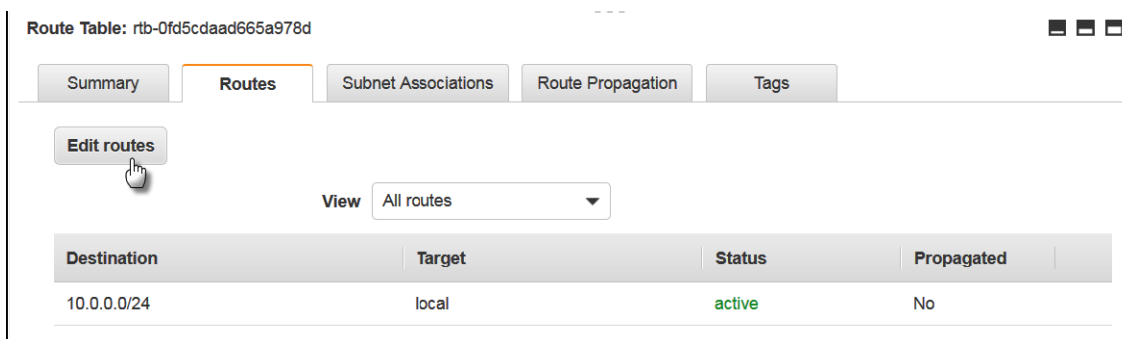 Route Table: rtb-0fd5cdaad665a978d
Summary Routes Subnet Associations Route Propagation Tags
Edit routes
View All routes
Destination Target Status Propagated
10.0.0.0/24 local active No